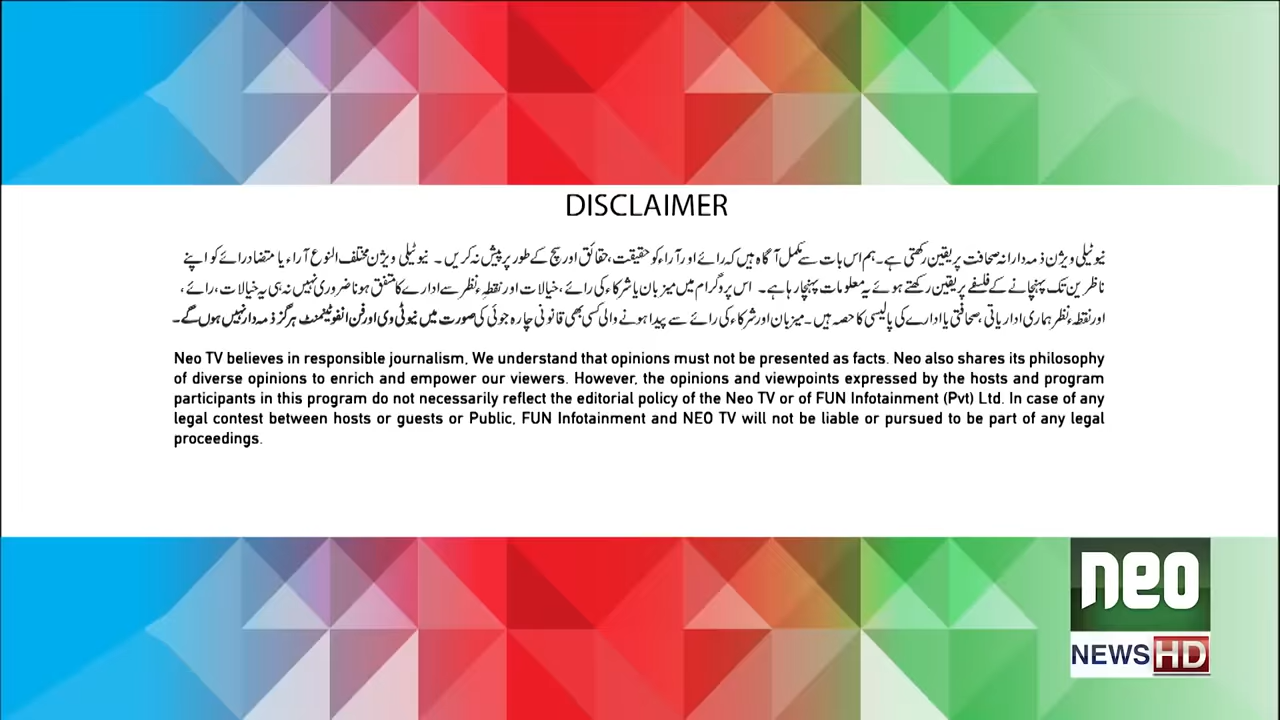 DISCLAIMER
نیو ٹیلی ویژن ذمہ دارانہ صحافت پر یقین رکھتی ہے۔ ہم اس بات سے مکمل آگاہ ہیں کہ رائے اور آراء کو حقیقت، حقائق اور سچ کے طور پر پیش نہ کریں ۔ نیو ٹیلی ویژن مختلف النوع آراء یا متضاد رائے کو اپنے
ناظرین تک پہنچانے کے فلسفے پر یقین رکھتے ہوئے یہ معلومات پہنچا رہا ہے ۔ اس پروگرام میں میزبان یا شرکاء کی رائے، خیالات اور نقطہء نظر سے ادارے کا متفق ہونا ضروری نہیں نہ ہی یہ خیالات، رائے،
اور نقطہء نظر ہماری ادارہاتی، صحافتی یا ادارے کی پالیسی کا حصہ ہیں۔ میزبان اور شرکاء کی رائے سے پیدا ہونے والی کسی بھی قانونی چارہ جوئی کی صورت میں نیو ٹی وی اور فن انفوٹینمنٹ ہرگز ذمہ دار نہیں ہوں گے۔
Neo TV believes in responsible journalism, We understand that opinions must not be presented as facts. Neo also shares its philosophy
of diverse opinions to enrich and empower our viewers. However, the opinions and viewpoints expressed by the hosts and program
participants in this program do not necessarily reflect the editorial policy of the Neo TV or of FUN Infotainment (Pvt) Ltd. In case of any
legal contest between hosts or guests or Public, FUN Infotainment and NEO TV will not be liable or pursued to be part of any legal
proceedings.
neo
NEWS HD